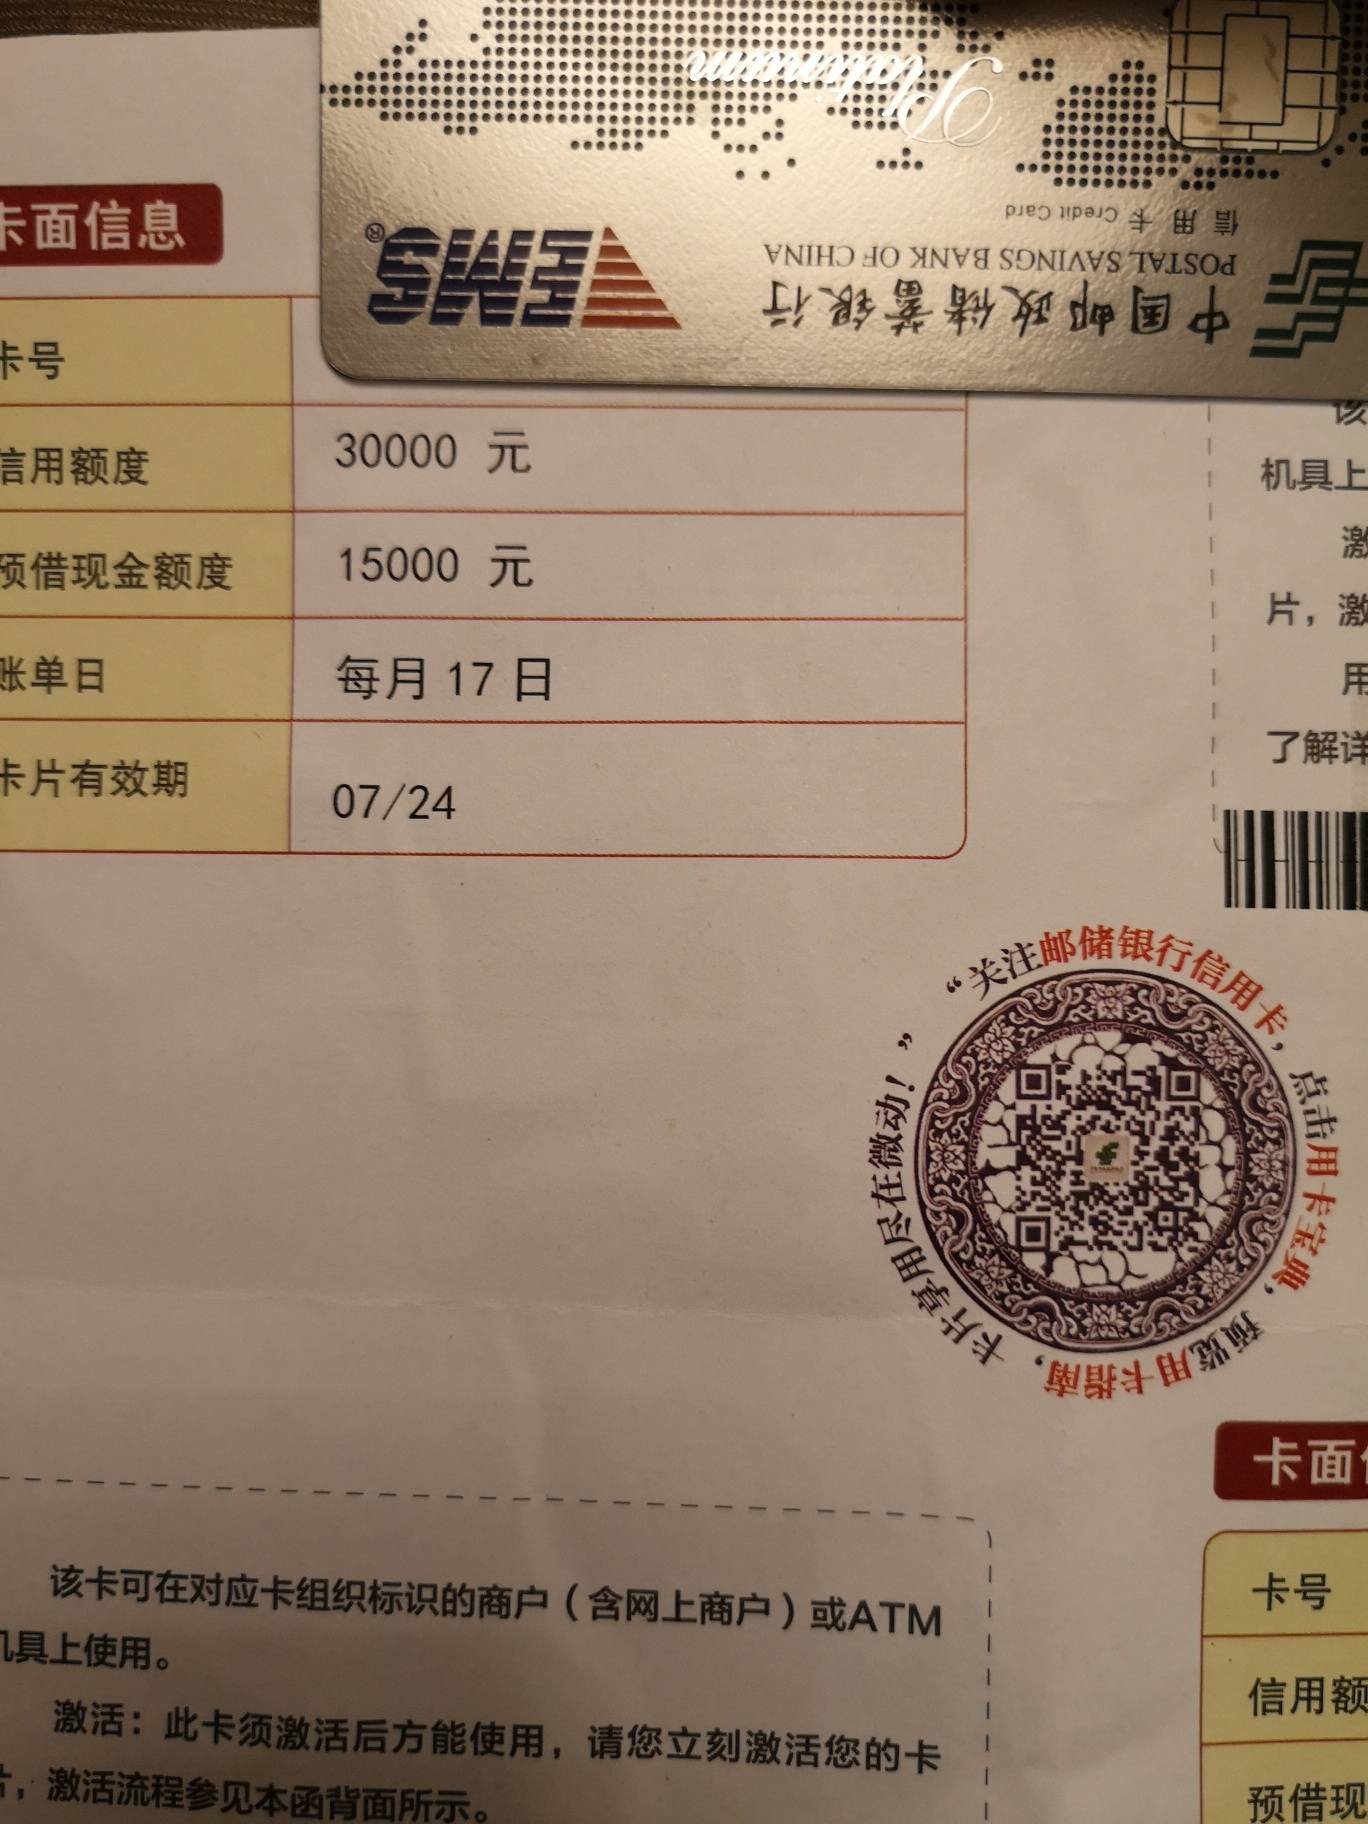 Platinum
信用卡 Credit Card
POSTAL SAVINGS BANK OF CHINA
中国邮政储蓄银行
EMS®
卡面信息
卡号
信用额度 30000 元
预借现金额度 15000 元
账单日 每月 17 日
卡片有效期 07/24
该
机具上
激
片，激
用
了解详
“关注邮储银行信用卡，点击用卡宝典，预览用卡指南，卡片享用尽在微动！”
该卡可在对应卡组织标识的商户（含网上商户）或ATM
机具上使用。
激活：此卡须激活后方能使用，请您立刻激活您的卡
片，激活流程参见本函背面所示。
卡面信
卡号
信用额
预借现